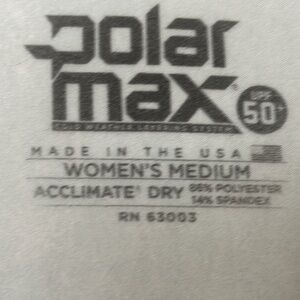 polar
max®
UPF
50+
COLD WEATHER LAYERING SYSTEM
MADE IN THE USA
WOMEN'S MEDIUM
ACCLIMATE® DRY 86% POLYESTER
14% SPANDEX
RN 63003